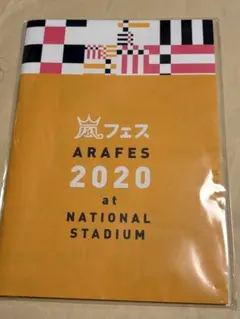 嵐フェス
ARAFES
2020
at
NATIONAL
STADIUM